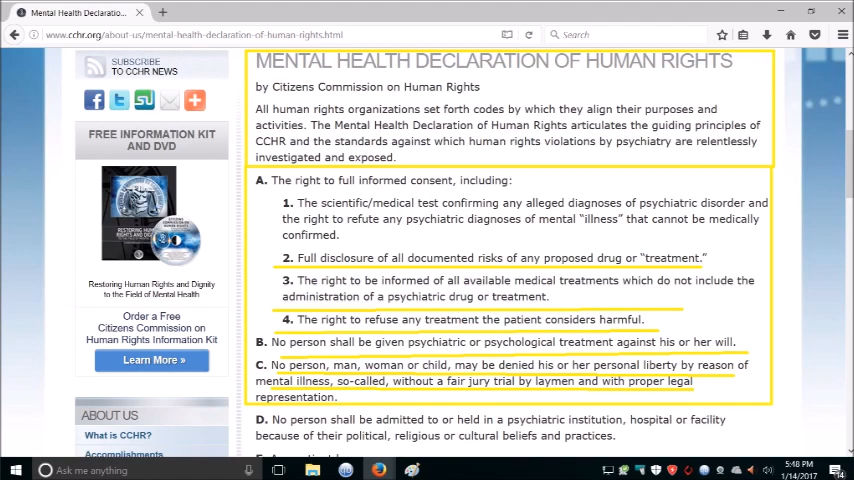 Mental Health Declaratio...
www.cchr.org/about-us/mental-health-declaration-of-human-rights.html
Search
SUBSCRIBE
TO CCHR NEWS
FREE INFORMATION KIT
AND DVD
Restoring Human Rights and Dignity
to the Field of Mental Health
Order a Free
Citizens Commission on
Human Rights Information Kit
Learn More »
ABOUT US
What is CCHR?
Accomplishments
MENTAL HEALTH DECLARATION OF HUMAN RIGHTS
by Citizens Commission on Human Rights
All human rights organizations set forth codes by which they align their purposes and
activities. The Mental Health Declaration of Human Rights articulates the guiding principles of
CCHR and the standards against which human rights violations by psychiatry are relentlessly
investigated and exposed.
A. The right to full informed consent, including:
1. The scientific/medical test confirming any alleged diagnoses of psychiatric disorder and
the right to refute any psychiatric diagnoses of mental “illness” that cannot be medically
confirmed.
2. Full disclosure of all documented risks of any proposed drug or “treatment.”
3. The right to be informed of all available medical treatments which do not include the
administration of a psychiatric drug or treatment.
4. The right to refuse any treatment the patient considers harmful.
B. No person shall be given psychiatric or psychological treatment against his or her will.
C. No person, man, woman or child, may be denied his or her personal liberty by reason of
mental illness, so-called, without a fair jury trial by laymen and with proper legal
representation.
D. No person shall be admitted to or held in a psychiatric institution, hospital or facility
because of their political, religious or cultural beliefs and practices.
Ask me anything
5:48 PM
1/14/2017